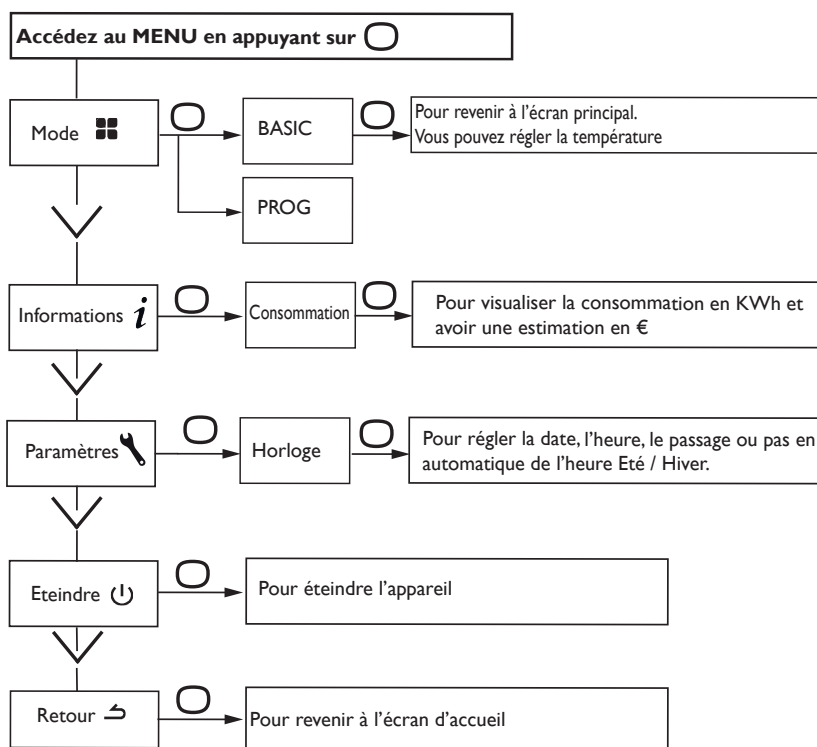 Accédez au MENU en appuyant sur
Mode
BASIC
Pour revenir à l'écran principal.
Vous pouvez régler la température
PROG
Informations
Consommation
Pour visualiser la consommation en KWh et
avoir une estimation en €
Paramètres
Horloge
Pour régler la date, l'heure, le passage ou pas en
automatique de l'heure Eté / Hiver.
Eteindre
Pour éteindre l'appareil
Retour
Pour revenir à l'écran d'accueil